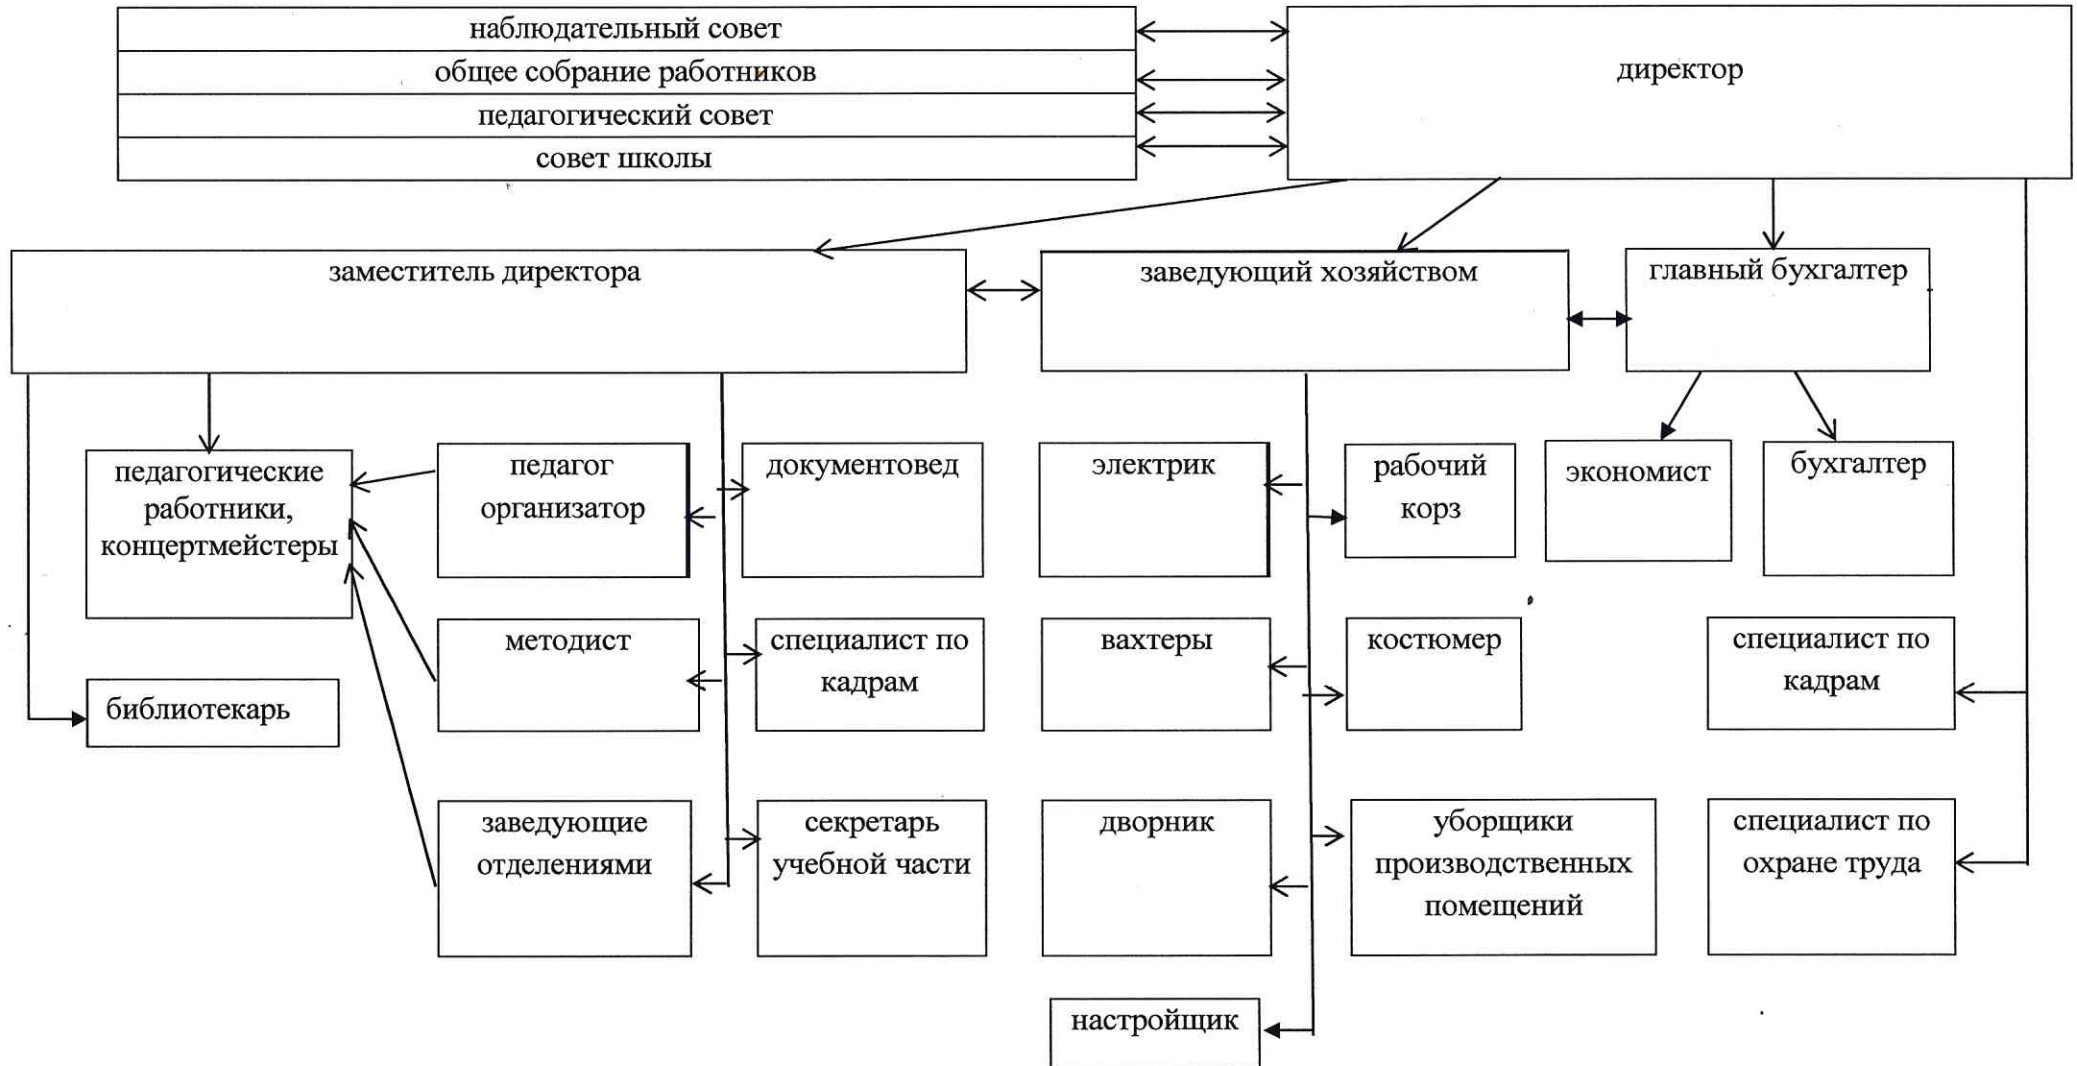 наблюдательный совет
общее собрание работников
педагогический совет
совет школы
директор
заместитель директора
заведующий хозяйством
главный бухгалтер
педагогические
работники,
концертмейстеры
педагог
организатор
документовед
электрик
рабочий
корз
экономист
бухгалтер
методист
специалист по
кадрам
вахтеры
костюмер
специалист по
кадрам
библиотекарь
заведующие
отделениями
секретарь
учебной части
дворник
уборщики
производственных
помещений
специалист по
охране труда
настройщик